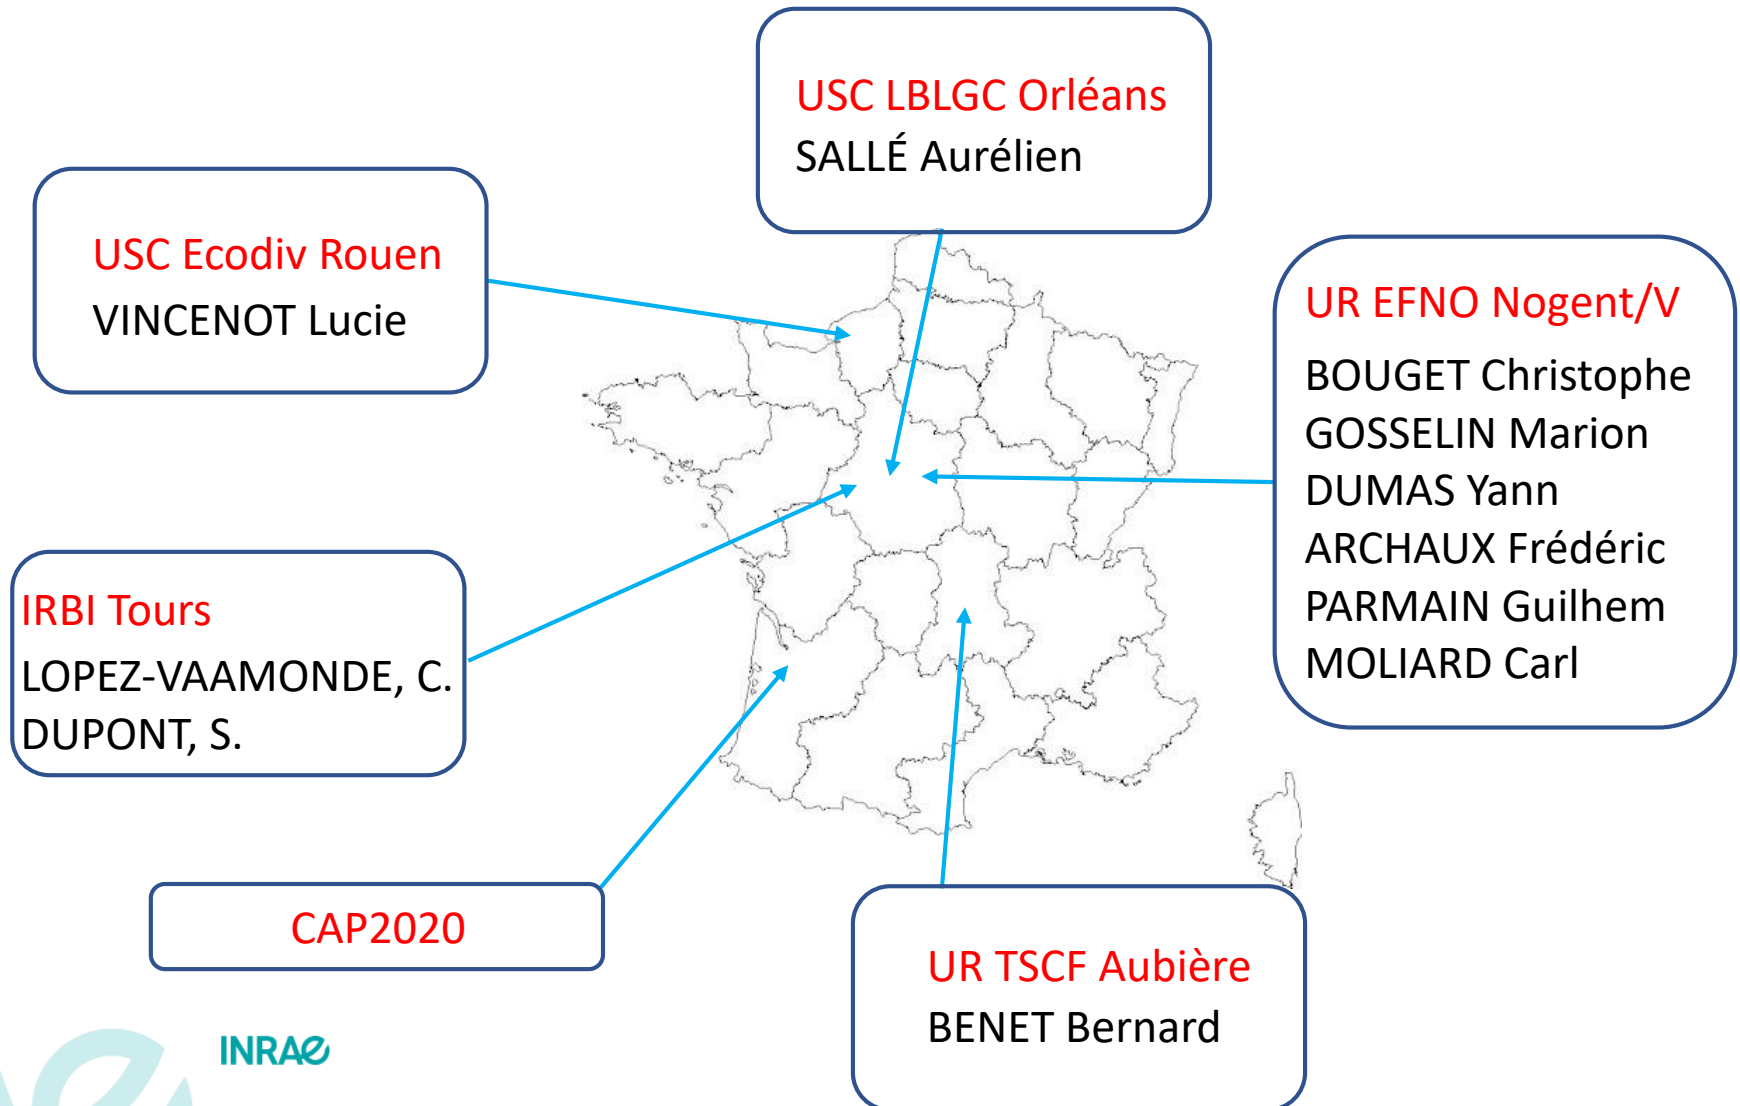 USC LBLGC Orléans
SALLÉ Aurélien
USC Ecodiv Rouen
VINCENOT Lucie
UR EFNO Nogent/V
BOUGET Christophe
GOSSELIN Marion
DUMAS Yann
ARCHAUX Frédéric
PARMAIN Guilhem
MOLIARD Carl
IRBI Tours
LOPEZ-VAAMONDE, C.
DUPONT, S.
CAP2020
UR TSCF Aubière
BENET Bernard
INRAE